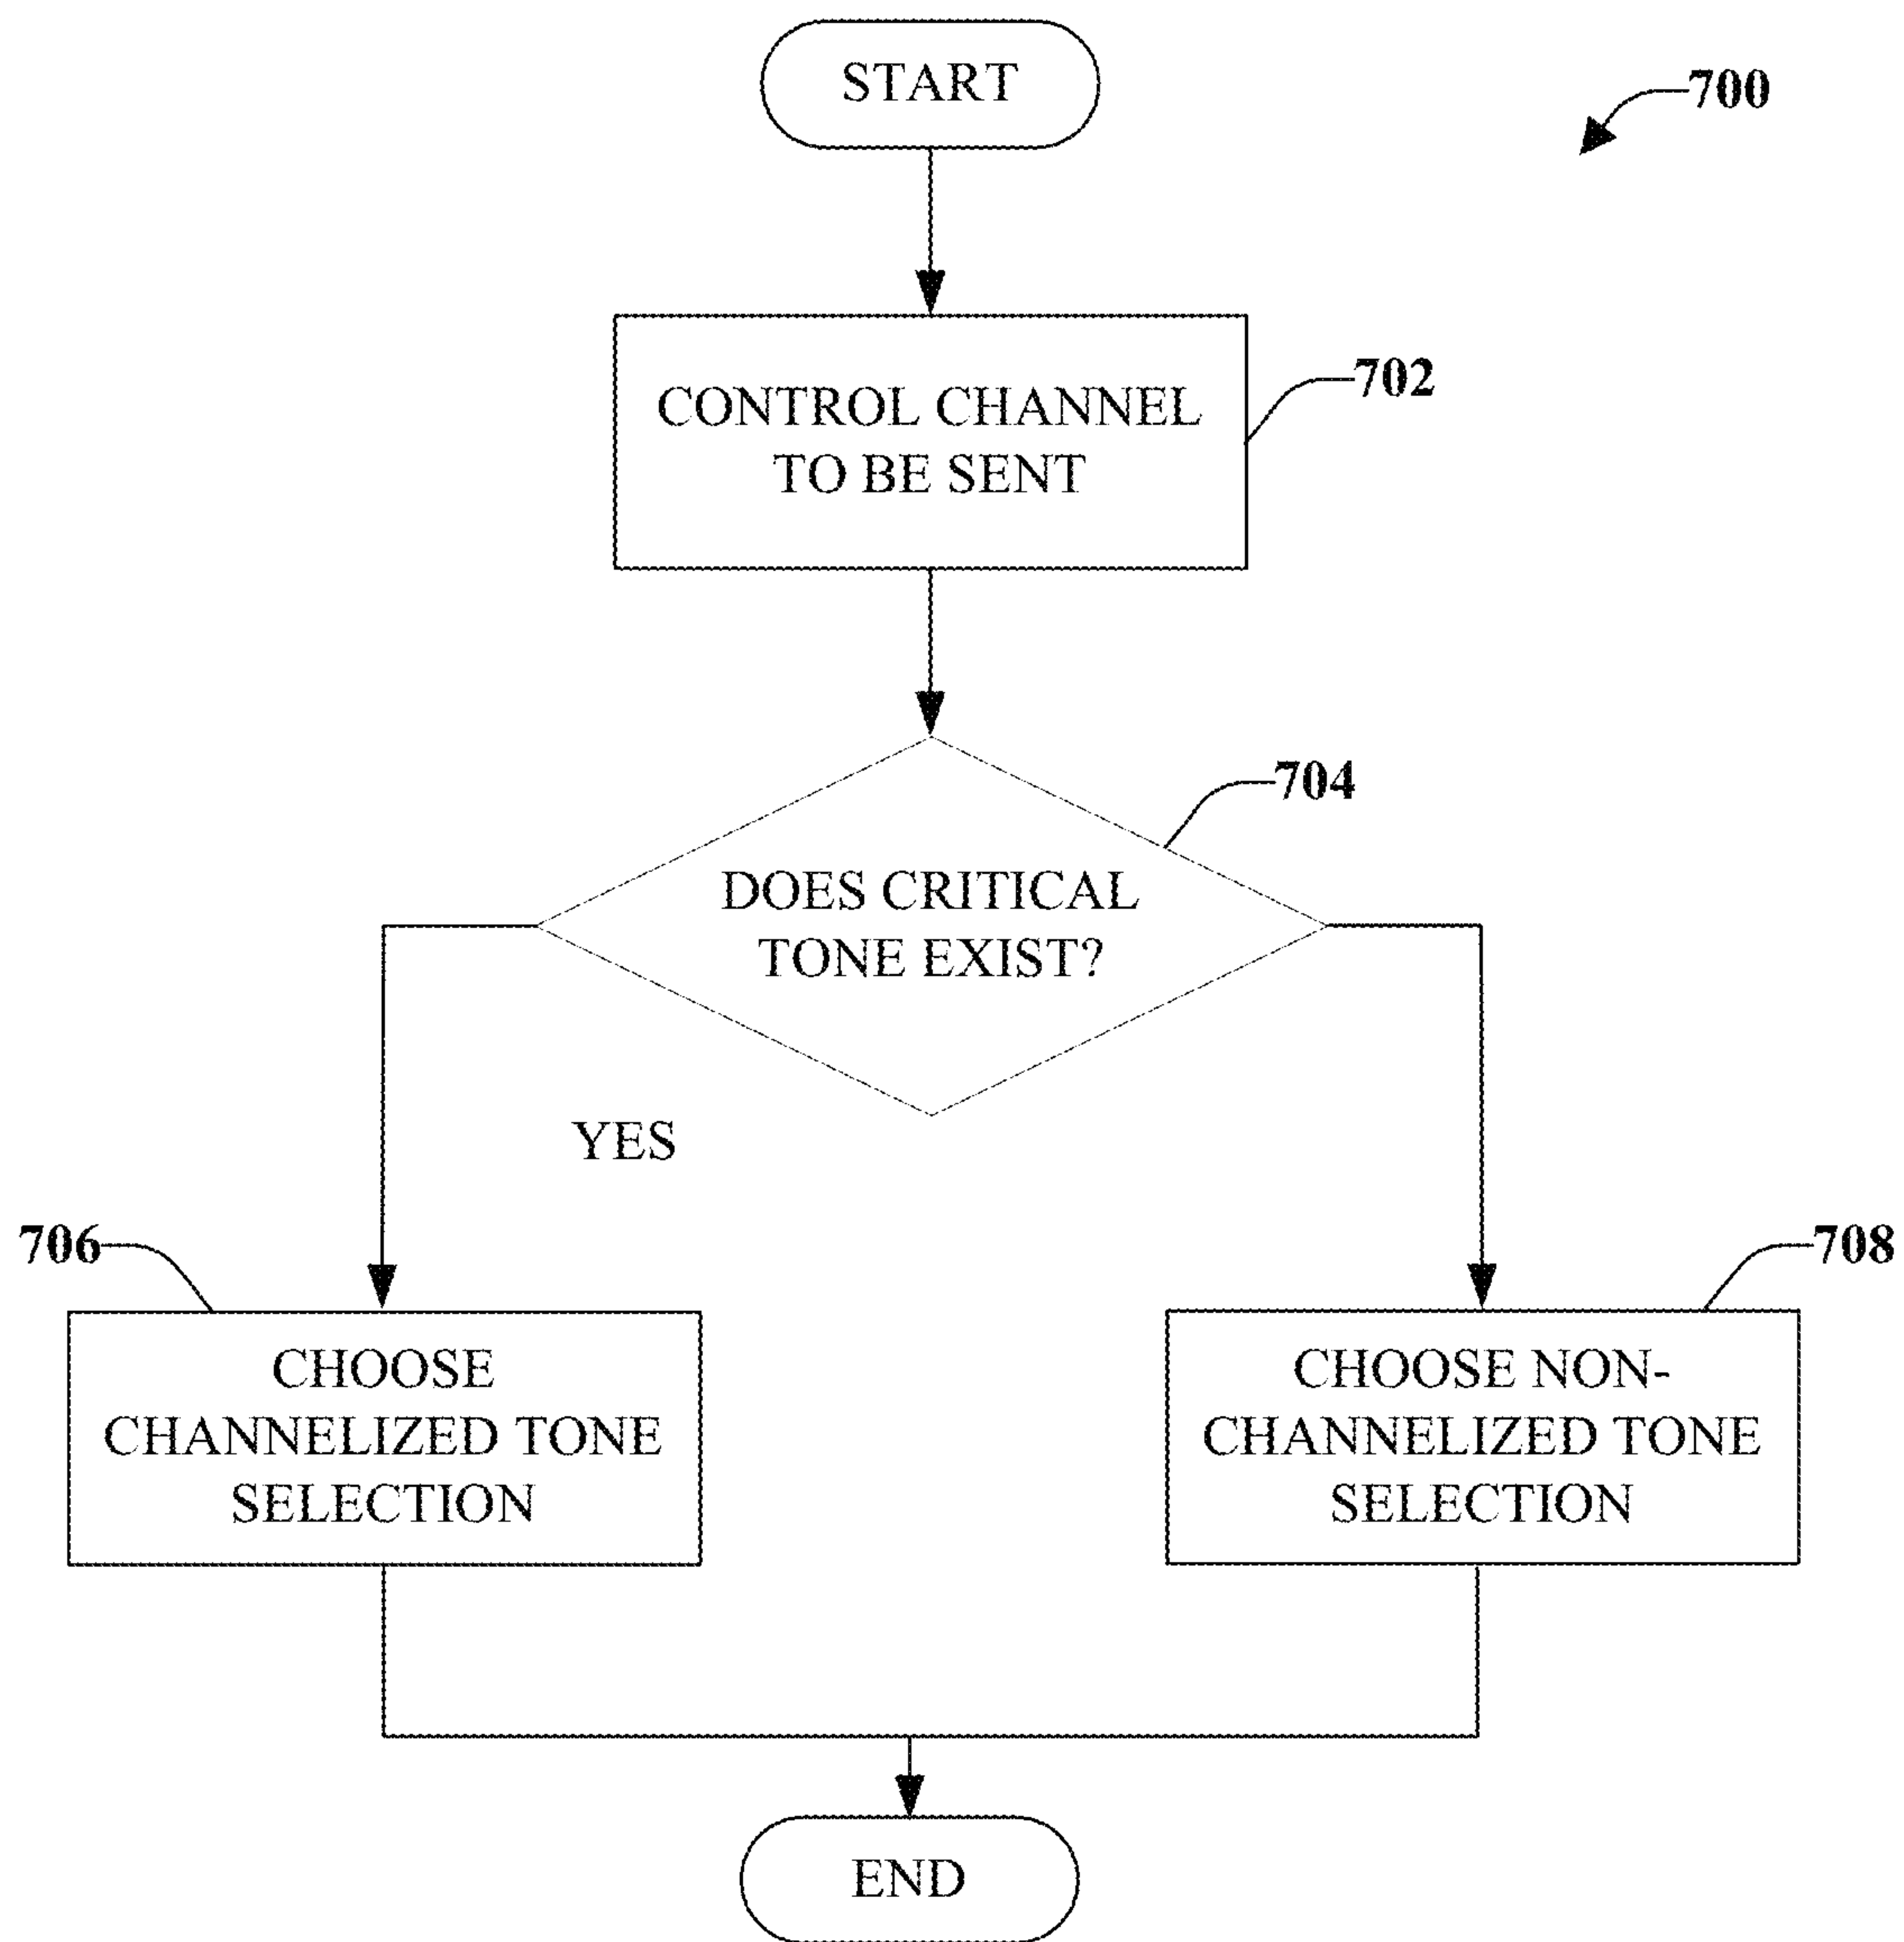 START
700
CONTROL CHANNEL
TO BE SENT
702
704
DOES CRITICAL
TONE EXIST?
YES
706
708
CHOOSE
CHANNELIZED TONE
SELECTION
CHOOSE NON-
CHANNELIZED TONE
SELECTION
END